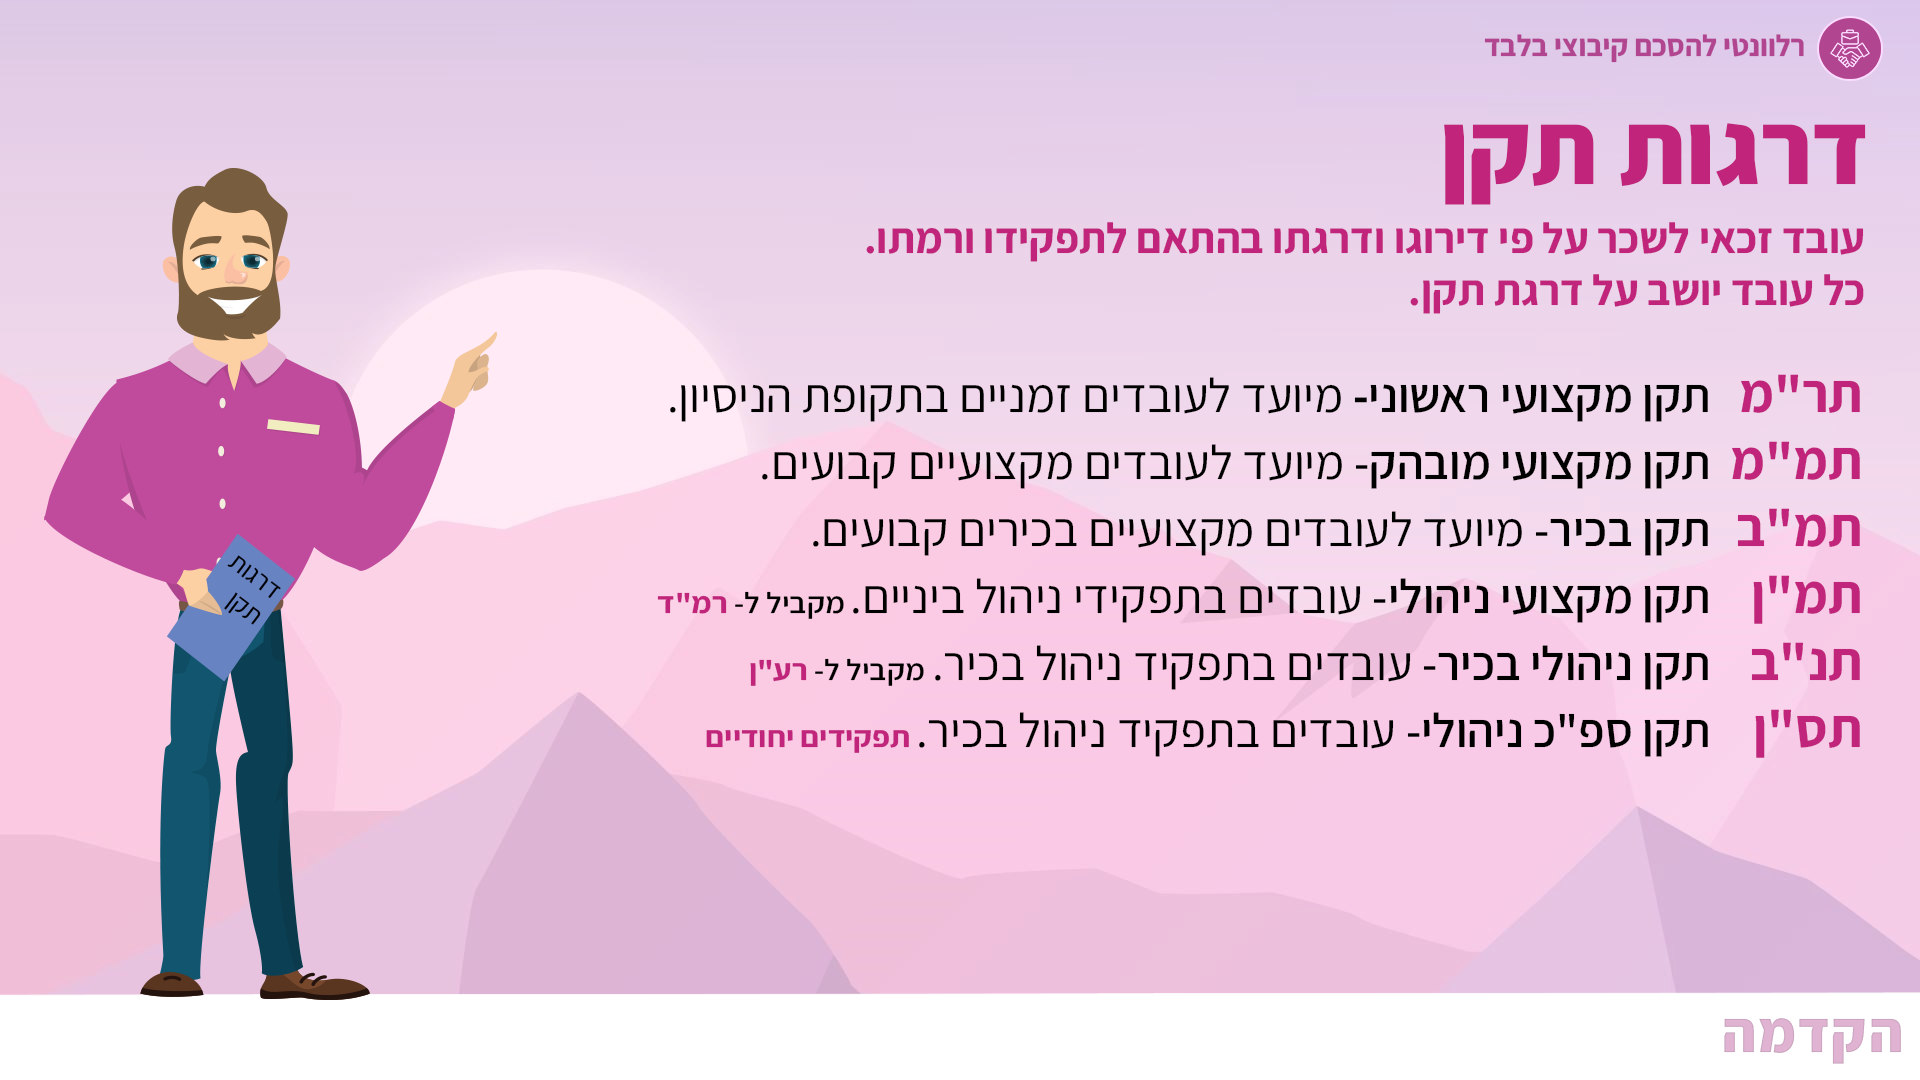 רלוונטי להסכם קיבוצי בלבד
דרגות תקן
עובד זכאי לשכר על פי דירוגו ודרגתו בהתאם לתפקידו ורמתו.
כל עובד יושב על דרגת תקן.
תר"מ תקן מקצועי ראשוני- מיועד לעובדים זמניים בתקופת הניסיון.
תמ"מ תקן מקצועי מובהק- מיועד לעובדים מקצועיים קבועים.
תמ"ב תקן בכיר- מיועד לעובדים מקצועיים בכירים קבועים.
תמ"ן תקן מקצועי ניהולי- עובדים בתפקידי ניהול ביניים. מקביל ל- רמ"ד
תנ"ב תקן ניהולי בכיר- עובדים בתפקיד ניהול בכיר. מקביל ל- רע"ן
תס"ן תקן ספ"כ ניהולי- עובדים בתפקיד ניהול בכיר. תפקידים יחודיים
דרגות
תקן
הקדמה